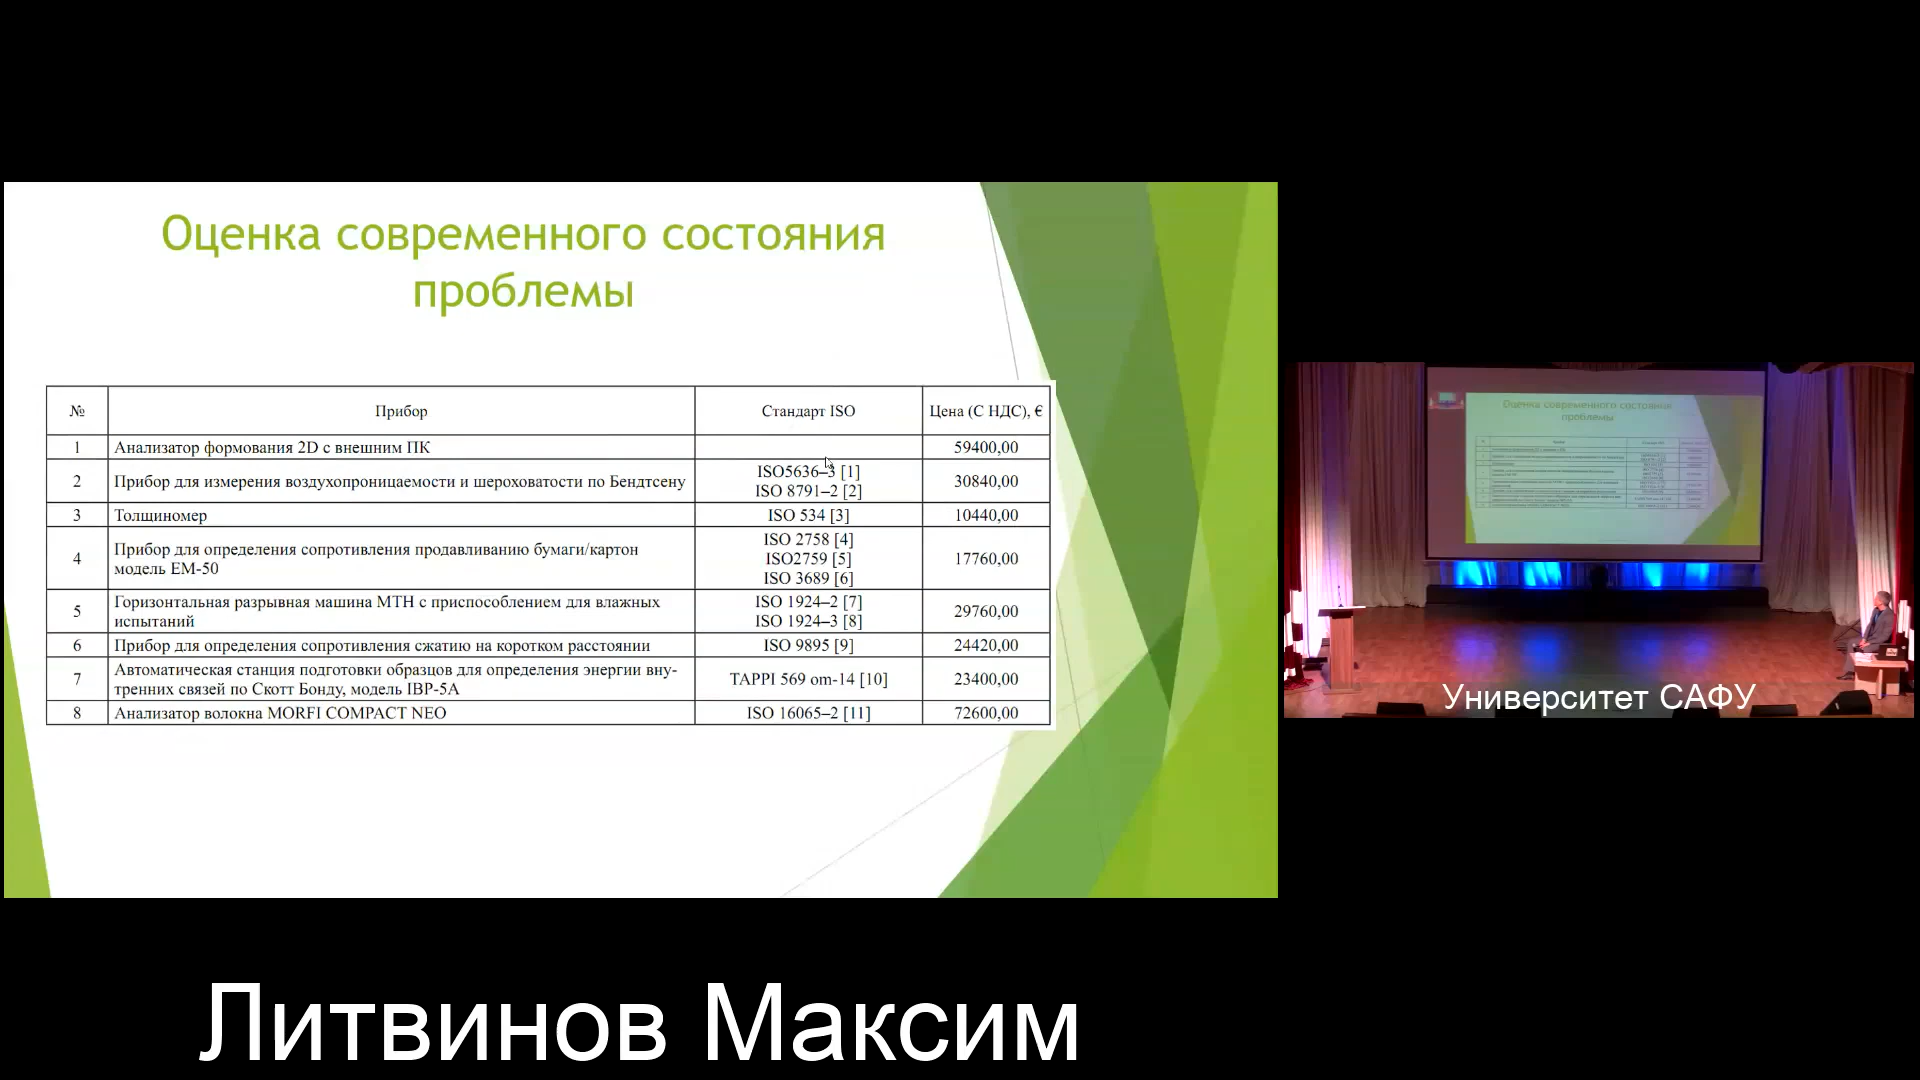 Оценка современного состояния
проблемы
№ Прибор Стандарт ISO Цена (С НДС), €
1 Анализатор формования 2D с внешним ПК 59400,00
2 Прибор для измерения воздухопроницаемости и шероховатости по Бендтсену ISO5636–3 [1]
ISO 8791–2 [2] 30840,00
3 Толщиномер ISO 534 [3] 10440,00
4 Прибор для определения сопротивления продавливанию бумаги/картон
модель EM-50 ISO 2758 [4]
ISO2759 [5]
ISO 3689 [6] 17760,00
5 Горизонтальная разрывная машина МТН с приспособлением для влажных
испытаний ISO 1924–2 [7]
ISO 1924–3 [8] 29760,00
6 Прибор для определения сопротивления сжатию на коротком расстоянии ISO 9895 [9] 24420,00
7 Автоматическая станция подготовки образцов для определения энергии вну-
тренних связей по Скотт Бонду, модель IBP-5A TAPPI 569 om-14 [10] 23400,00
8 Анализатор волокна MORFI COMPACT NEO ISO 16065–2 [11] 72600,00
Оценка современного состояния
проблемы
Университет САФУ
Литвинов Максим